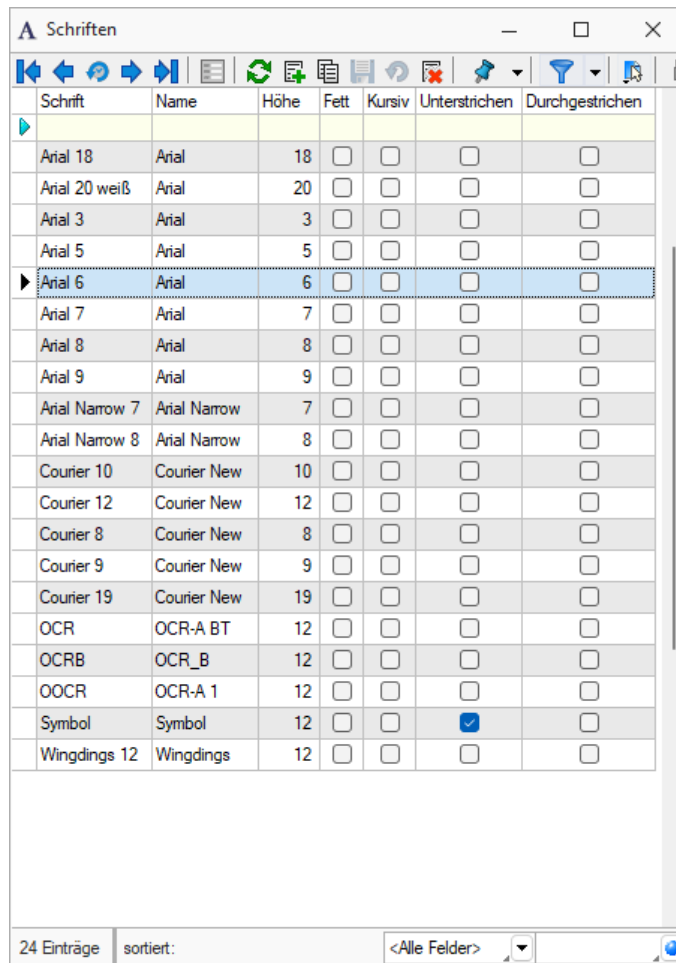 A Schriften
Schrift Name Höhe Fett Kursiv Unterstrichen Durchgestrichen
Arial 18 Arial 18
Arial 20 weiß Arial 20
Arial 3 Arial 3
Arial 5 Arial 5
Arial 6 Arial 6
Arial 7 Arial 7
Arial 8 Arial 8
Arial 9 Arial 9
Arial Narrow 7 Arial Narrow 7
Arial Narrow 8 Arial Narrow 8
Courier 10 Courier New 10
Courier 12 Courier New 12
Courier 8 Courier New 8
Courier 9 Courier New 9
Courier 19 Courier New 19
OCR OCR-A BT 12
OCRB OCR_B 12
OOCR OCR-A 1 12
Symbol Symbol 12
Wingdings 12 Wingdings 12
24 Einträge sortiert: <Alle Felder>